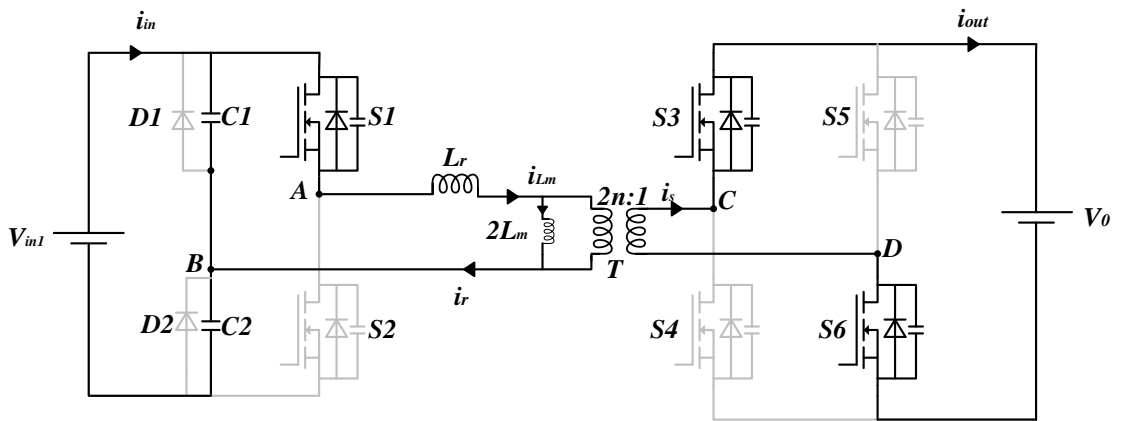 i_in
i_out
D1
C1
S1
S3
S5
L_r
i_Lm
2n:1
i_s
A
C
V_in1
2L_m
V_0
B
T
D
i_r
D2
C2
S2
S4
S6